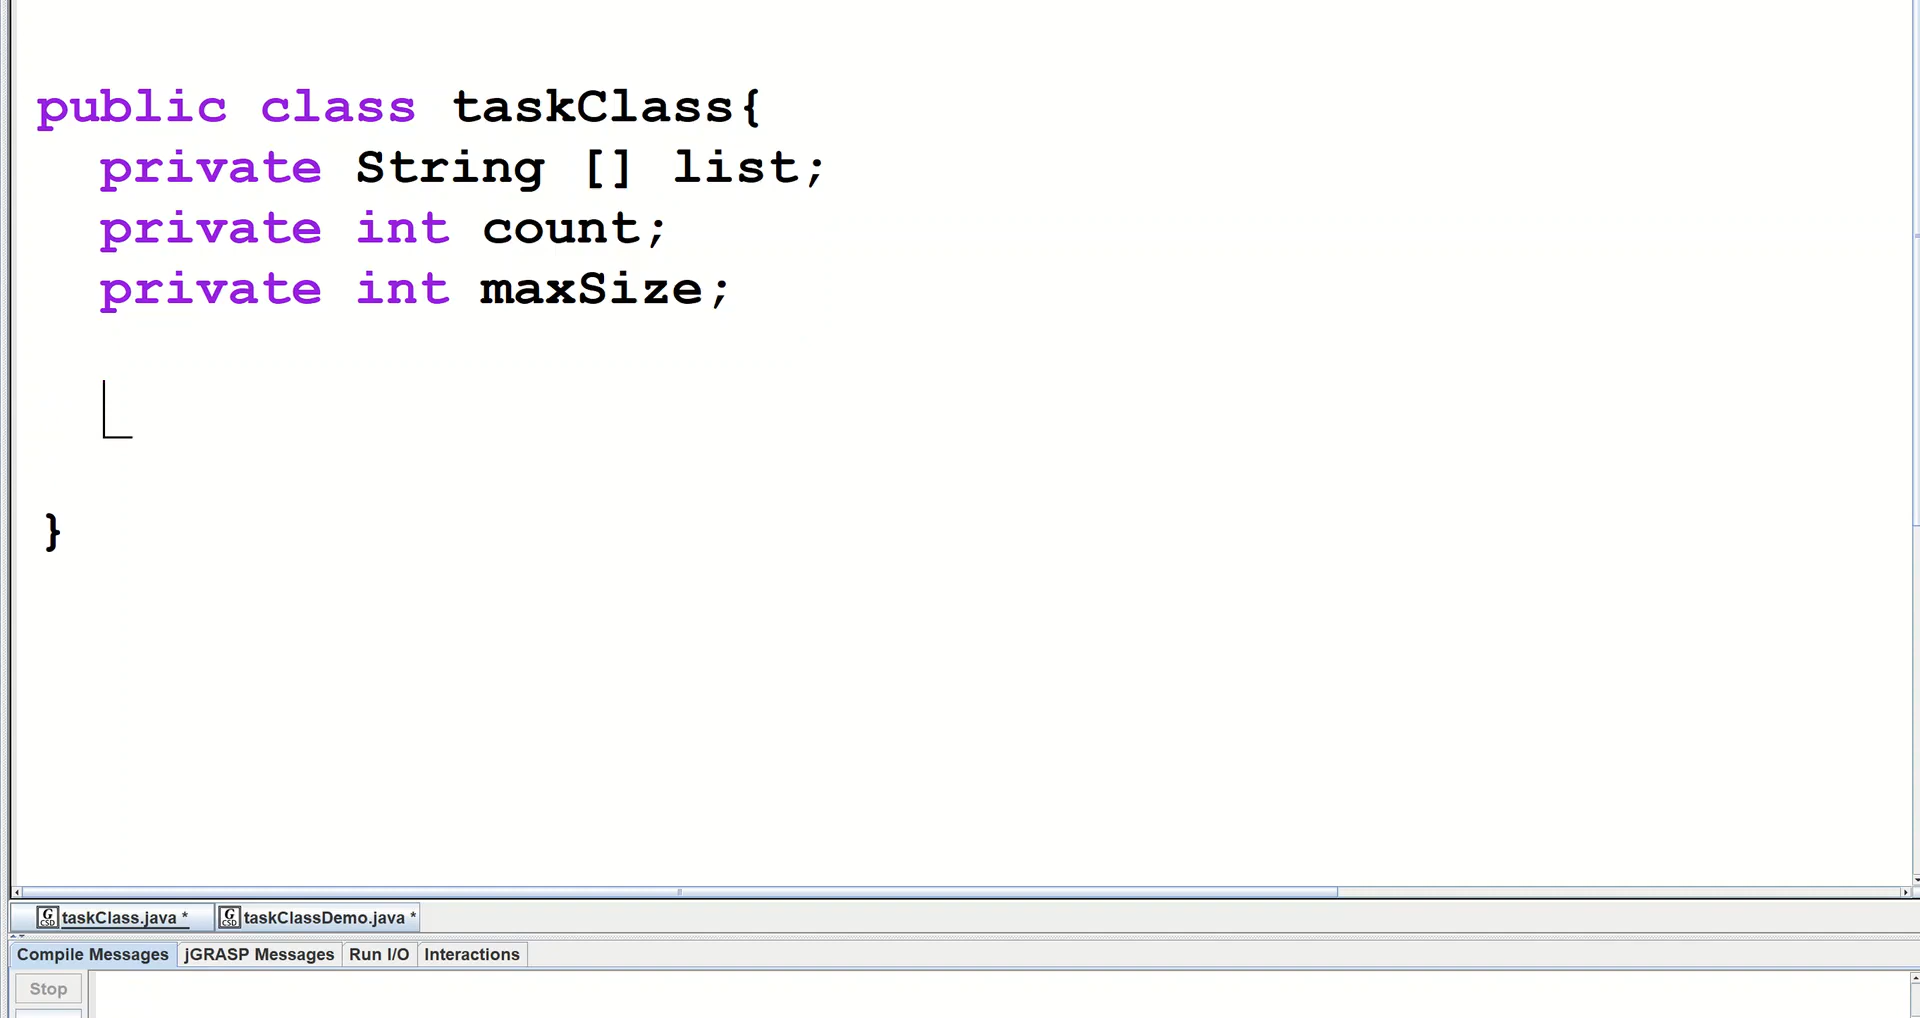 public class taskClass{
private String [] list;
private int count;
private int maxSize;
}
taskClass.java * taskClassDemo.java *
Compile Messages jGRASP Messages Run I/O Interactions
Stop